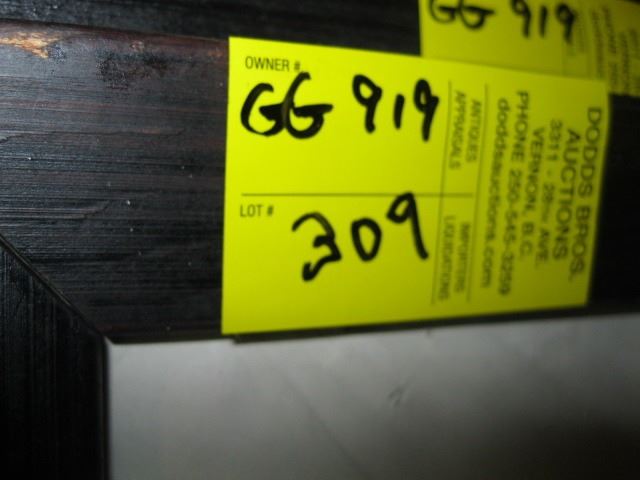 GG 919
OWNER #
GG 919
LOT #
309
ANTIQUES
APPRAISALS
IMPORTERS
LIQUIDATIONS
DODDS BROS.
AUCTIONS
3311 - 28TH AVE.
VERNON, B.C.
PHONE 250-545-3259
doddsauctions.com